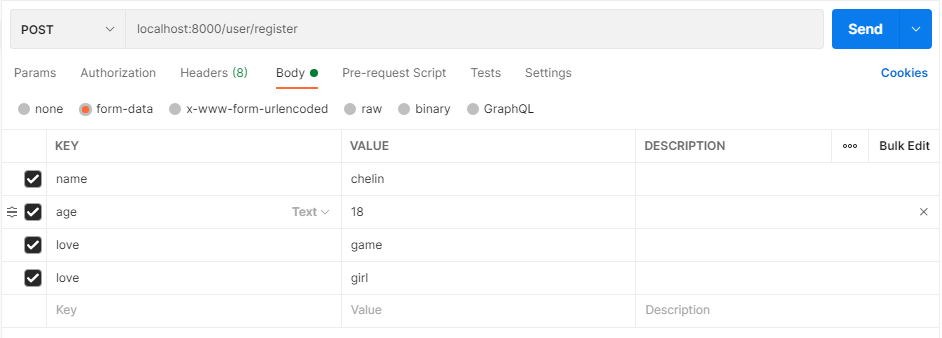 POST localhost:8000/user/register Send
Params Authorization Headers (8) Body Pre-request Script Tests Settings Cookies
none form-data x-www-form-urlencoded raw binary GraphQL
KEY VALUE DESCRIPTION Bulk Edit
name chelin
age Text 18
love game
love girl
Key Value Description